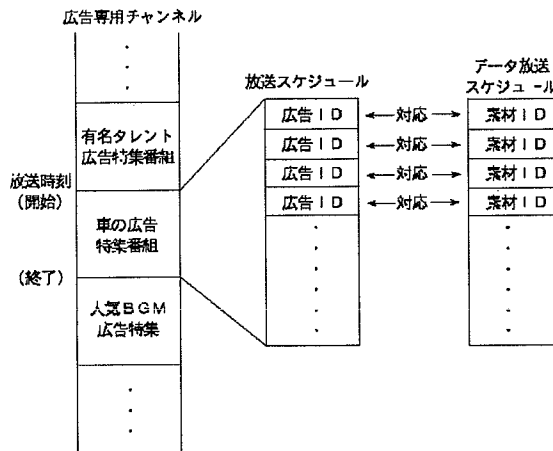 広告専用チャンネル
有名タレント
広告特集番組
放送時刻
(開始)
車の広告
特集番組
(終了)
人気BGM
広告特集
放送スケジュール
データ放送
スケジュール
広告ID ←対応→素材ID
広告ID ←対応→素材ID
広告ID ←対応→素材ID
広告ID ←対応→素材ID